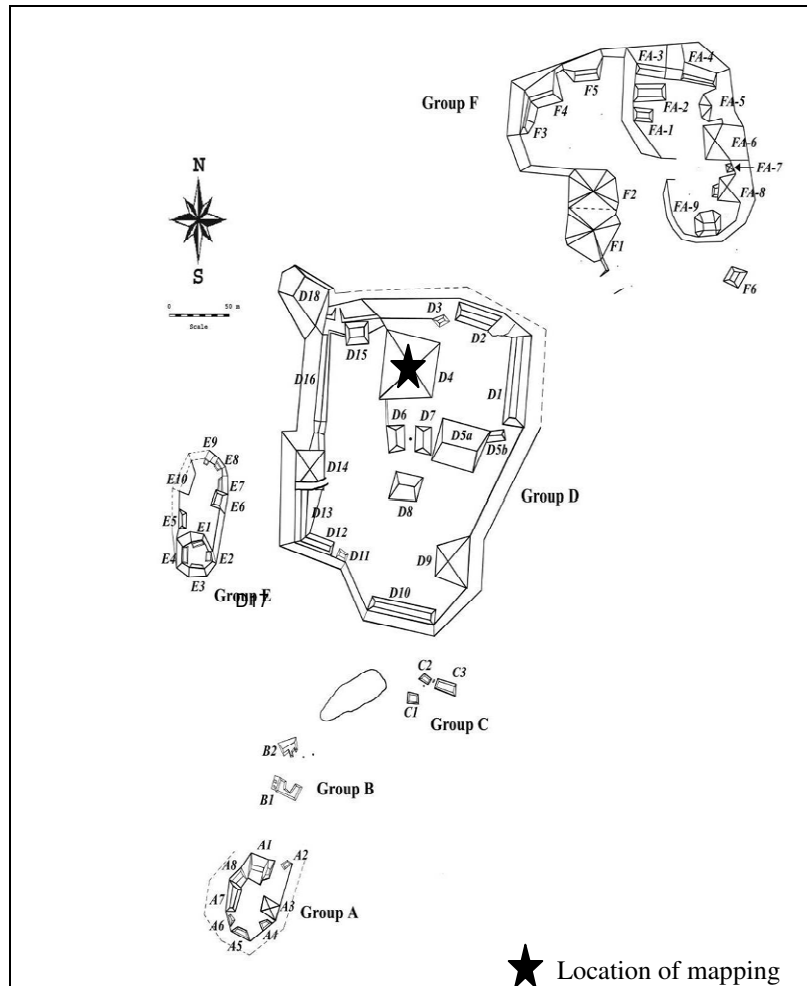 FA-3
FA-4
Group F
F5
F4
F3
FA-2
FA-5
FA-1
FA-6
FA-7
FA-8
FA-9
F2
F1
F6
N
S
0 50 m
Scale
D18
D3
D2
D15
D4
D16
D1
D6
D7
D5a
D5b
D14
D8
Group D
D13
D12
D11
D9
D10
E9
E8
E10
E7
E6
E5
E1
E4
E2
E3
Group E
D17
C2
C3
C1
Group C
B2
B1
Group B
A1
A2
A8
A7
A3
Group A
A6
A5
A4
Location of mapping